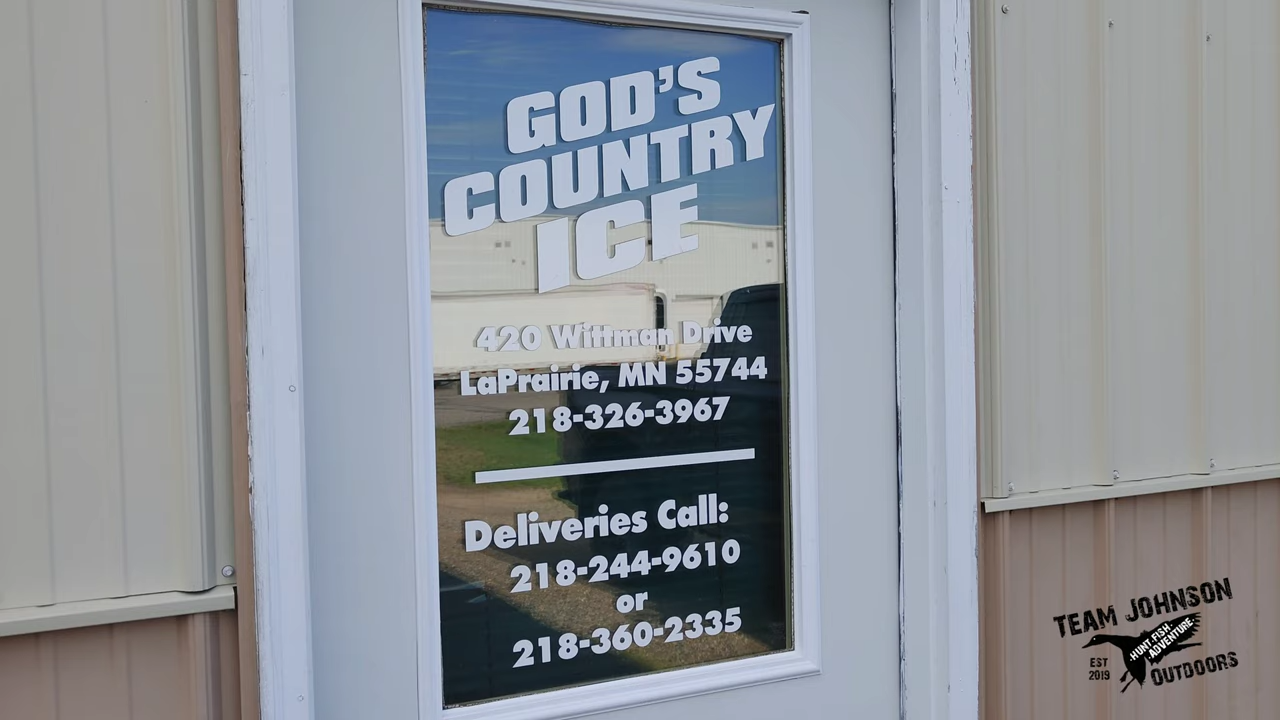 GOD'S
COUNTRY
ICE
420 Wittman Drive
LaPrairie, MN 55744
218-326-3967
Deliveries Call:
218-244-9610
or
218-360-2335
TEAM JOHNSON
HUNT.FISH.
ADVENTURE
EST
2019
OUTDOORS